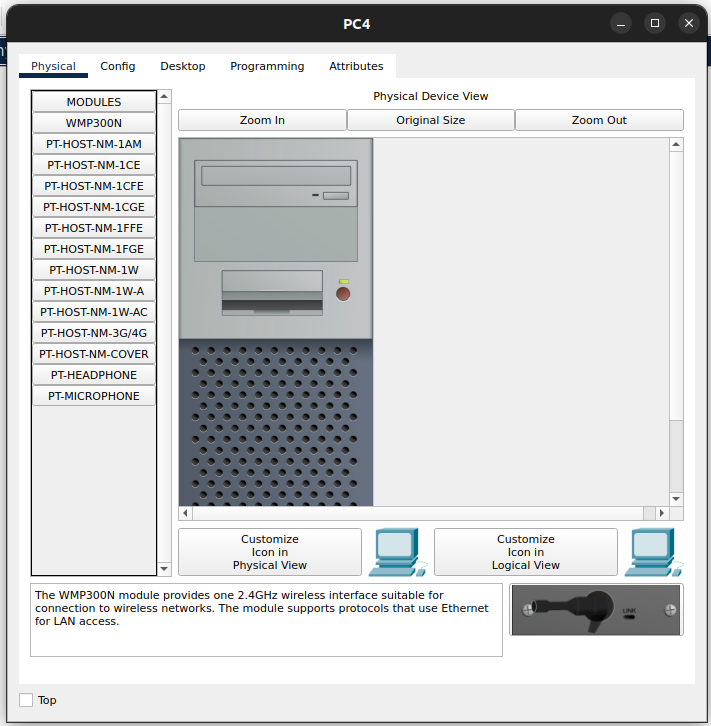 PC4
Physical Config Desktop Programming Attributes
MODULES
WMP300N
PT-HOST-NM-1AM
PT-HOST-NM-1CE
PT-HOST-NM-1CFE
PT-HOST-NM-1CGE
PT-HOST-NM-1FFE
PT-HOST-NM-1FGE
PT-HOST-NM-1W
PT-HOST-NM-1W-A
PT-HOST-NM-1W-AC
PT-HOST-NM-3G/4G
PT-HOST-NM-COVER
PT-HEADPHONE
PT-MICROPHONE
Physical Device View
Zoom In Original Size Zoom Out
Customize
Icon in
Physical View
Customize
Icon in
Logical View
The WMP300N module provides one 2.4GHz wireless interface suitable for
connection to wireless networks. The module supports protocols that use Ethernet
for LAN access.
LINK
Top